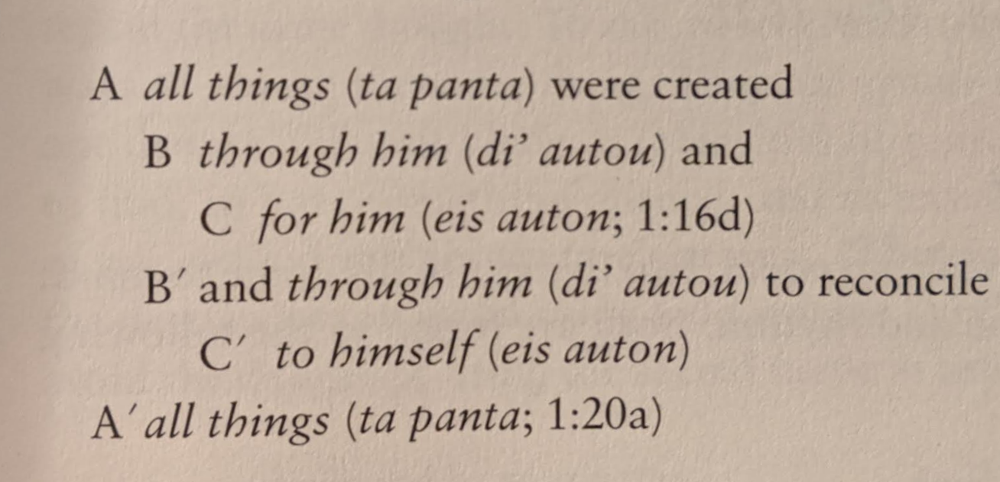 A all things (ta panta) were created
B through him (di’ autou) and
C for him (eis auton; 1:16d)
B′ and through him (di’ autou) to reconcile
C′ to himself (eis auton)
A′ all things (ta panta; 1:20a)